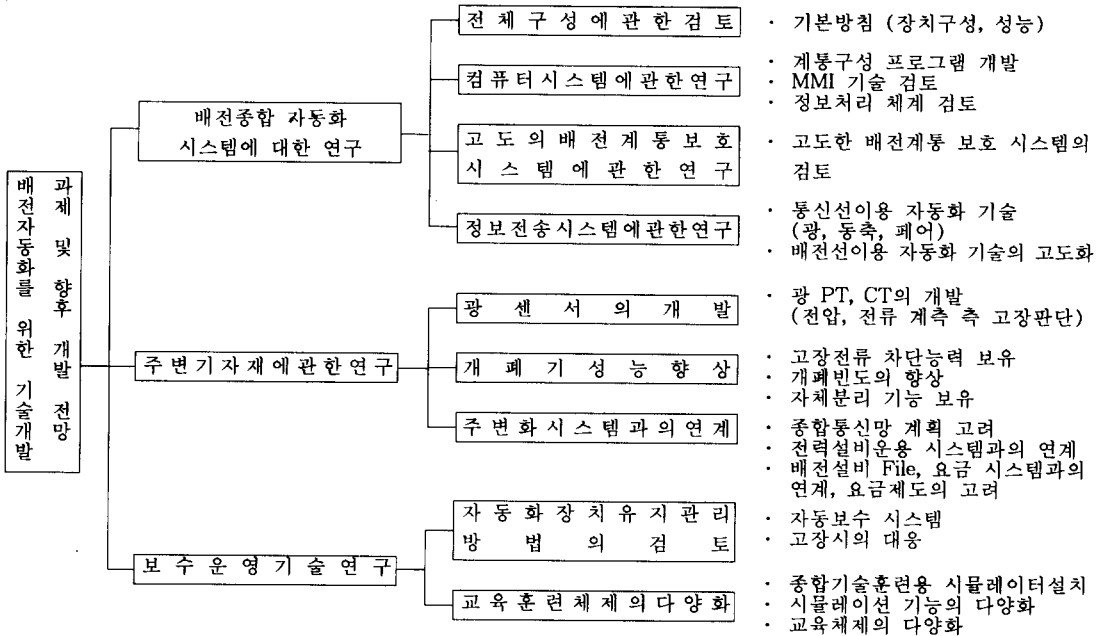 배전자동화를 위한 기술개발
과제 및 향후 개발 전망
배전종합 자동화
시스템에 대한 연구
전체구성에관한검토
· 기본방침 (장치구성, 성능)
컴퓨터시스템에관한연구
· 계통구성 프로그램 개발
· MMI 기술 검토
· 정보처리 체계 검토
고도의배전계통보호
시스템에관한연구
· 고도한 배전계통 보호 시스템의
검토
정보전송시스템에관한연구
· 통신선이용 자동화 기술
(광, 동축, 페어)
· 배전선이용 자동화 기술의 고도화
주변기자재에관한연구
광센서의개발
· 광 PT, CT의 개발
(전압, 전류 계측 측 고장판단)
개폐기성능향상
· 고장전류 차단능력 보유
· 개폐빈도의 향상
· 자체분리 기능 보유
주변화시스템과의연계
· 종합통신망 계획 고려
· 전력설비운용 시스템과의 연계
· 배전설비 File, 요금 시스템과의
연계, 요금제도의 고려
보수운영기술연구
자동화장치유지관리
방법의검토
· 자동보수 시스템
· 고장시의 대응
교육훈련체제의다양화
· 종합기술훈련용 시뮬레이터설치
· 시뮬레이션 기능의 다양화
· 교육체제의 다양화